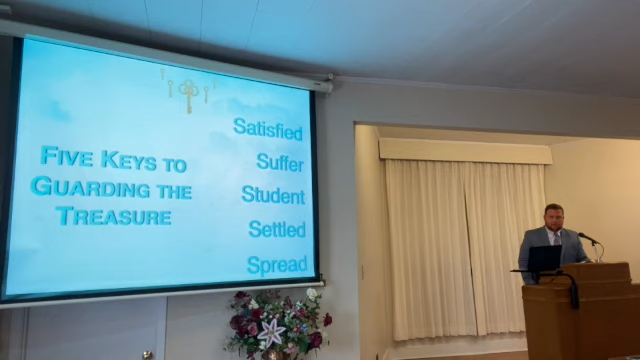 Five Keys to
Guarding the
Treasure
Satisfied
Suffer
Student
Settled
Spread